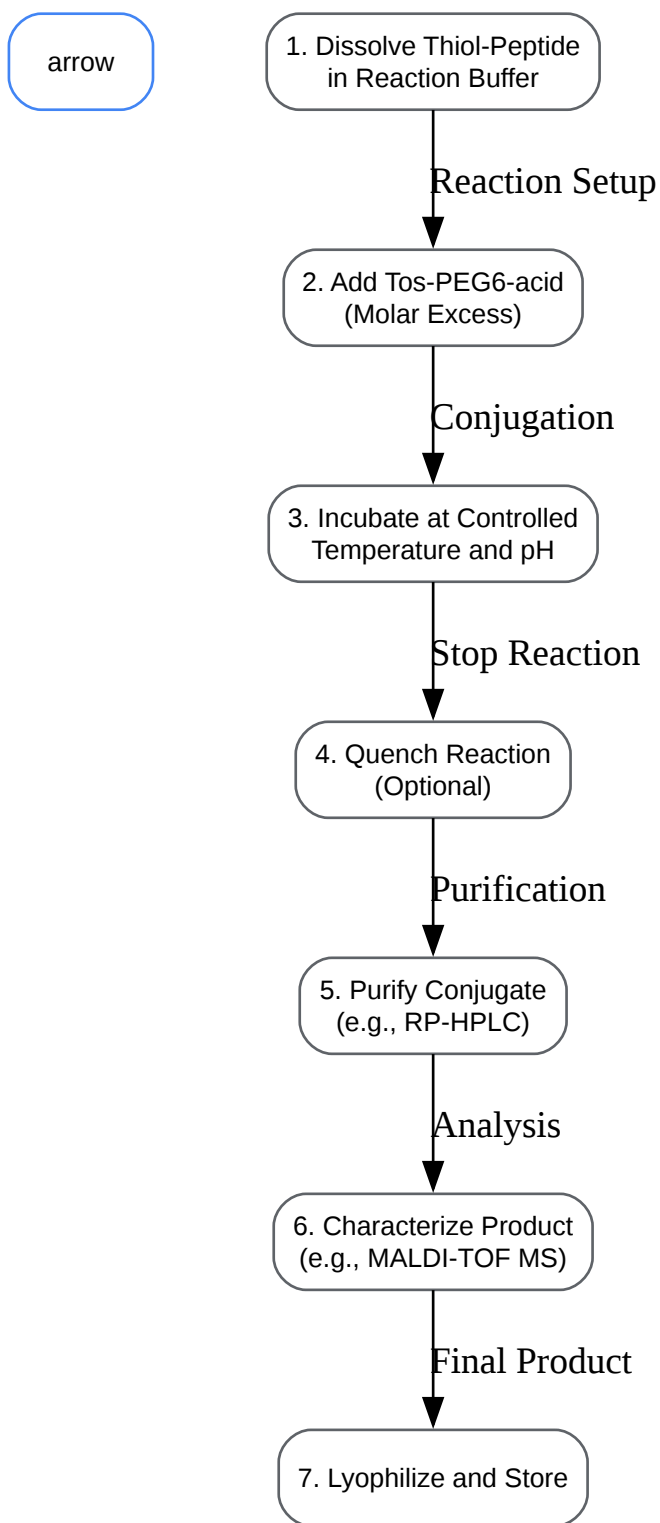 arrow
1. Dissolve Thiol-Peptide
in Reaction Buffer
Reaction Setup
2. Add Tos-PEG6-acid
(Molar Excess)
Conjugation
3. Incubate at Controlled
Temperature and pH
Stop Reaction
4. Quench Reaction
(Optional)
Purification
5. Purify Conjugate
(e.g., RP-HPLC)
Analysis
6. Characterize Product
(e.g., MALDI-TOF MS)
Final Product
7. Lyophilize and Store